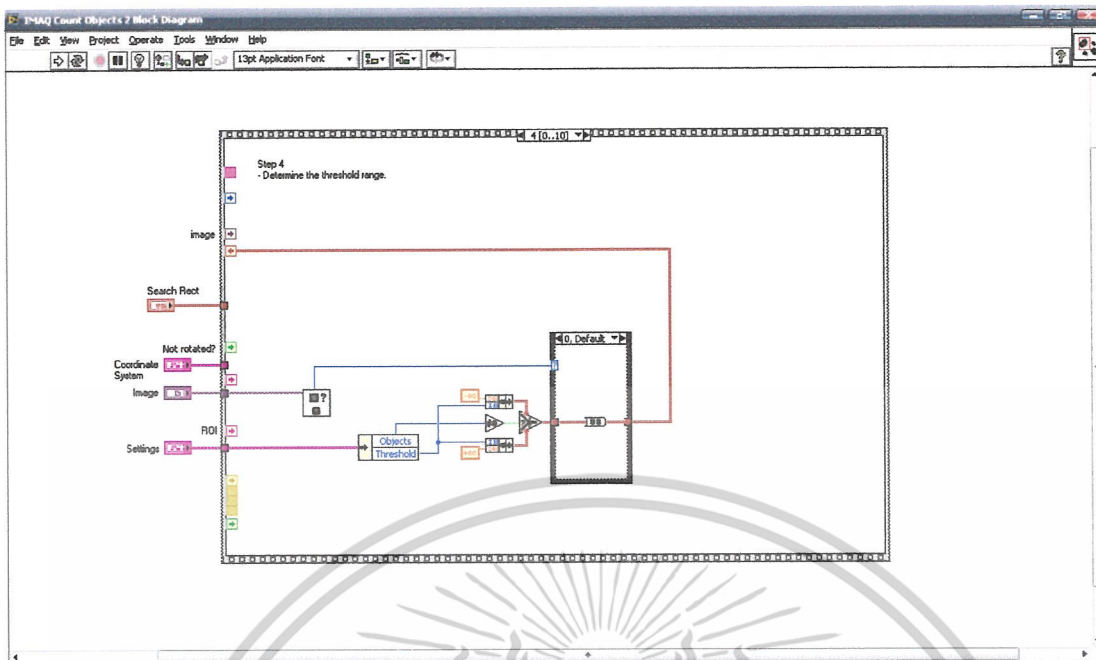 IMAQ Count Objects 2 Block Diagram
File Edit View Project Operate Tools Window Help
13pt Application Font
4 [0..10]
Step 4
- Determine the threshold range.
image
Search Rect
Not rotated?
Coordinate
System
Image
ROI
Settings
Objects
Threshold
0, Default